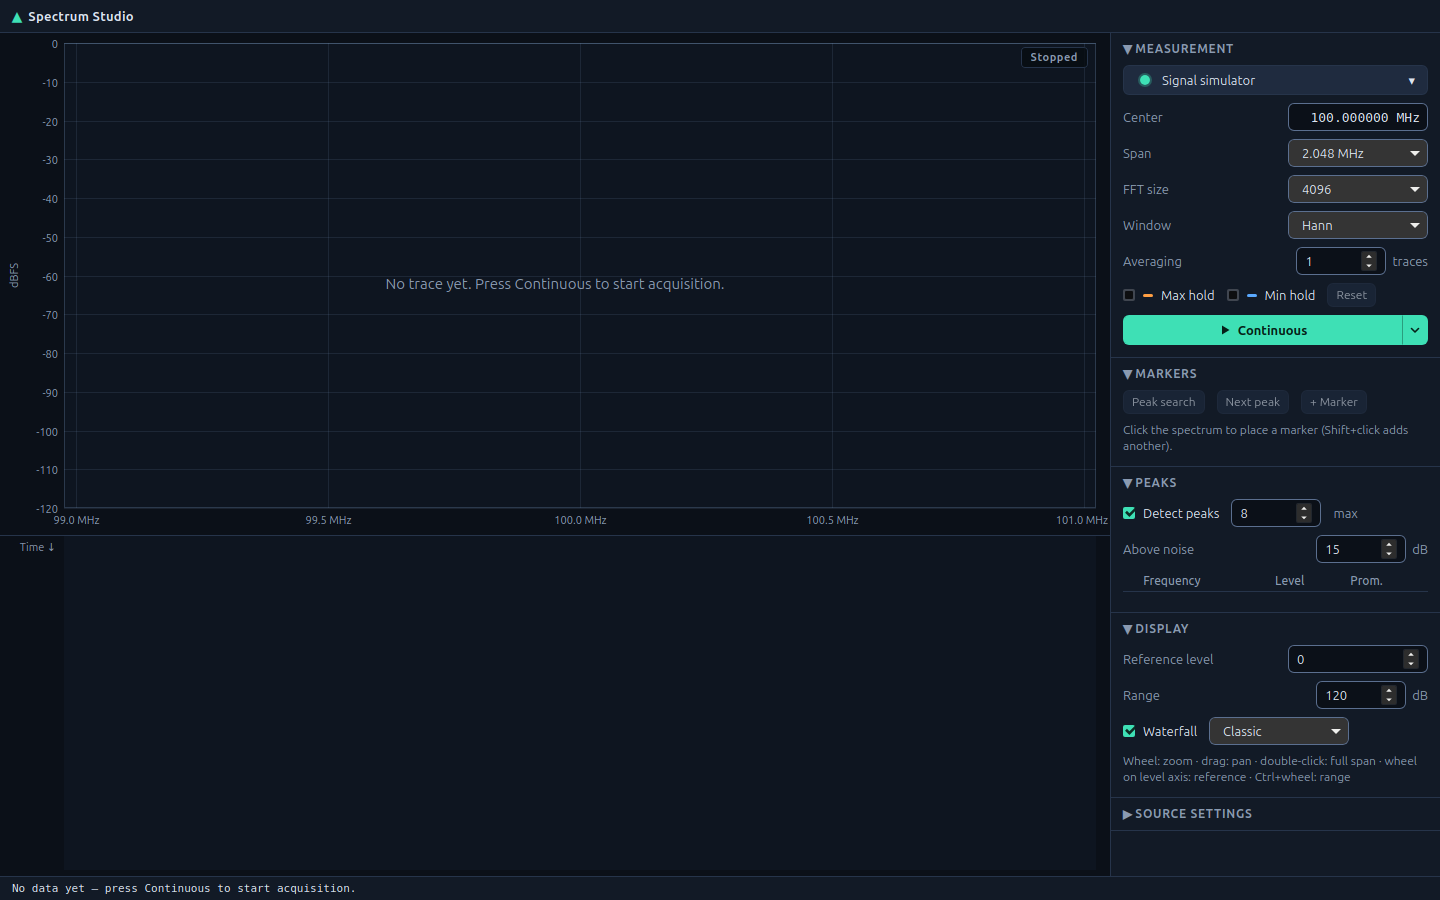 ▲ Spectrum Studio
Stopped
0
-10
-20
-30
-40
-50
-60
-70
-80
-90
-100
-110
-120
dBFS
No trace yet. Press Continuous to start acquisition.
99.0 MHz
99.5 MHz
100.0 MHz
100.5 MHz
101.0 MHz
Time ↓
▼ MEASUREMENT
Signal simulator ▾
Center 100.000000 MHz
Span 2.048 MHz
FFT size 4096
Window Hann
Averaging 1 traces
Max hold Min hold Reset
▶ Continuous
▼ MARKERS
Peak search Next peak + Marker
Click the spectrum to place a marker (Shift+click adds
another).
▼ PEAKS
Detect peaks 8 max
Above noise 15 dB
Frequency Level Prom.
▼ DISPLAY
Reference level 0
Range 120 dB
Waterfall Classic
Wheel: zoom · drag: pan · double-click: full span · wheel
on level axis: reference · Ctrl+wheel: range
▶ SOURCE SETTINGS
No data yet — press Continuous to start acquisition.